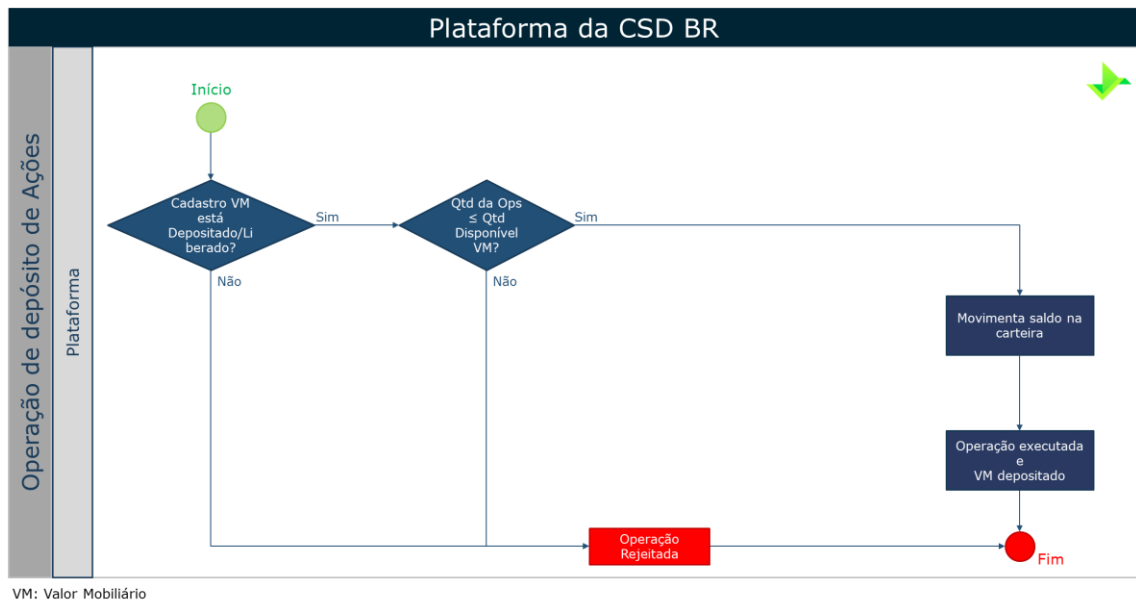 Plataforma da CSD BR
Operação de depósito de Ações
Plataforma
Início
Cadastro VM
está
Depositado/Li
berado?
Sim
Não
Qtd da Ops
≤ Qtd
Disponível
VM?
Sim
Não
Movimenta saldo na
carteira
Operação executada
e
VM depositado
Operação
Rejeitada
Fim
VM: Valor Mobiliário